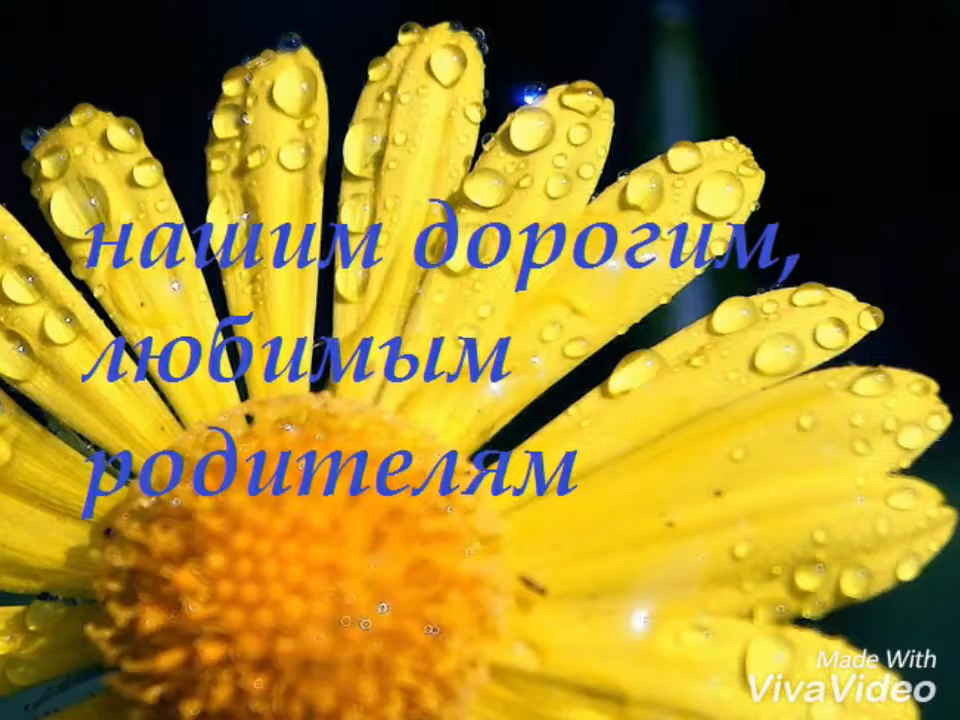 нашим дорогим,
любимым
родителям
Made With
VivaVideo